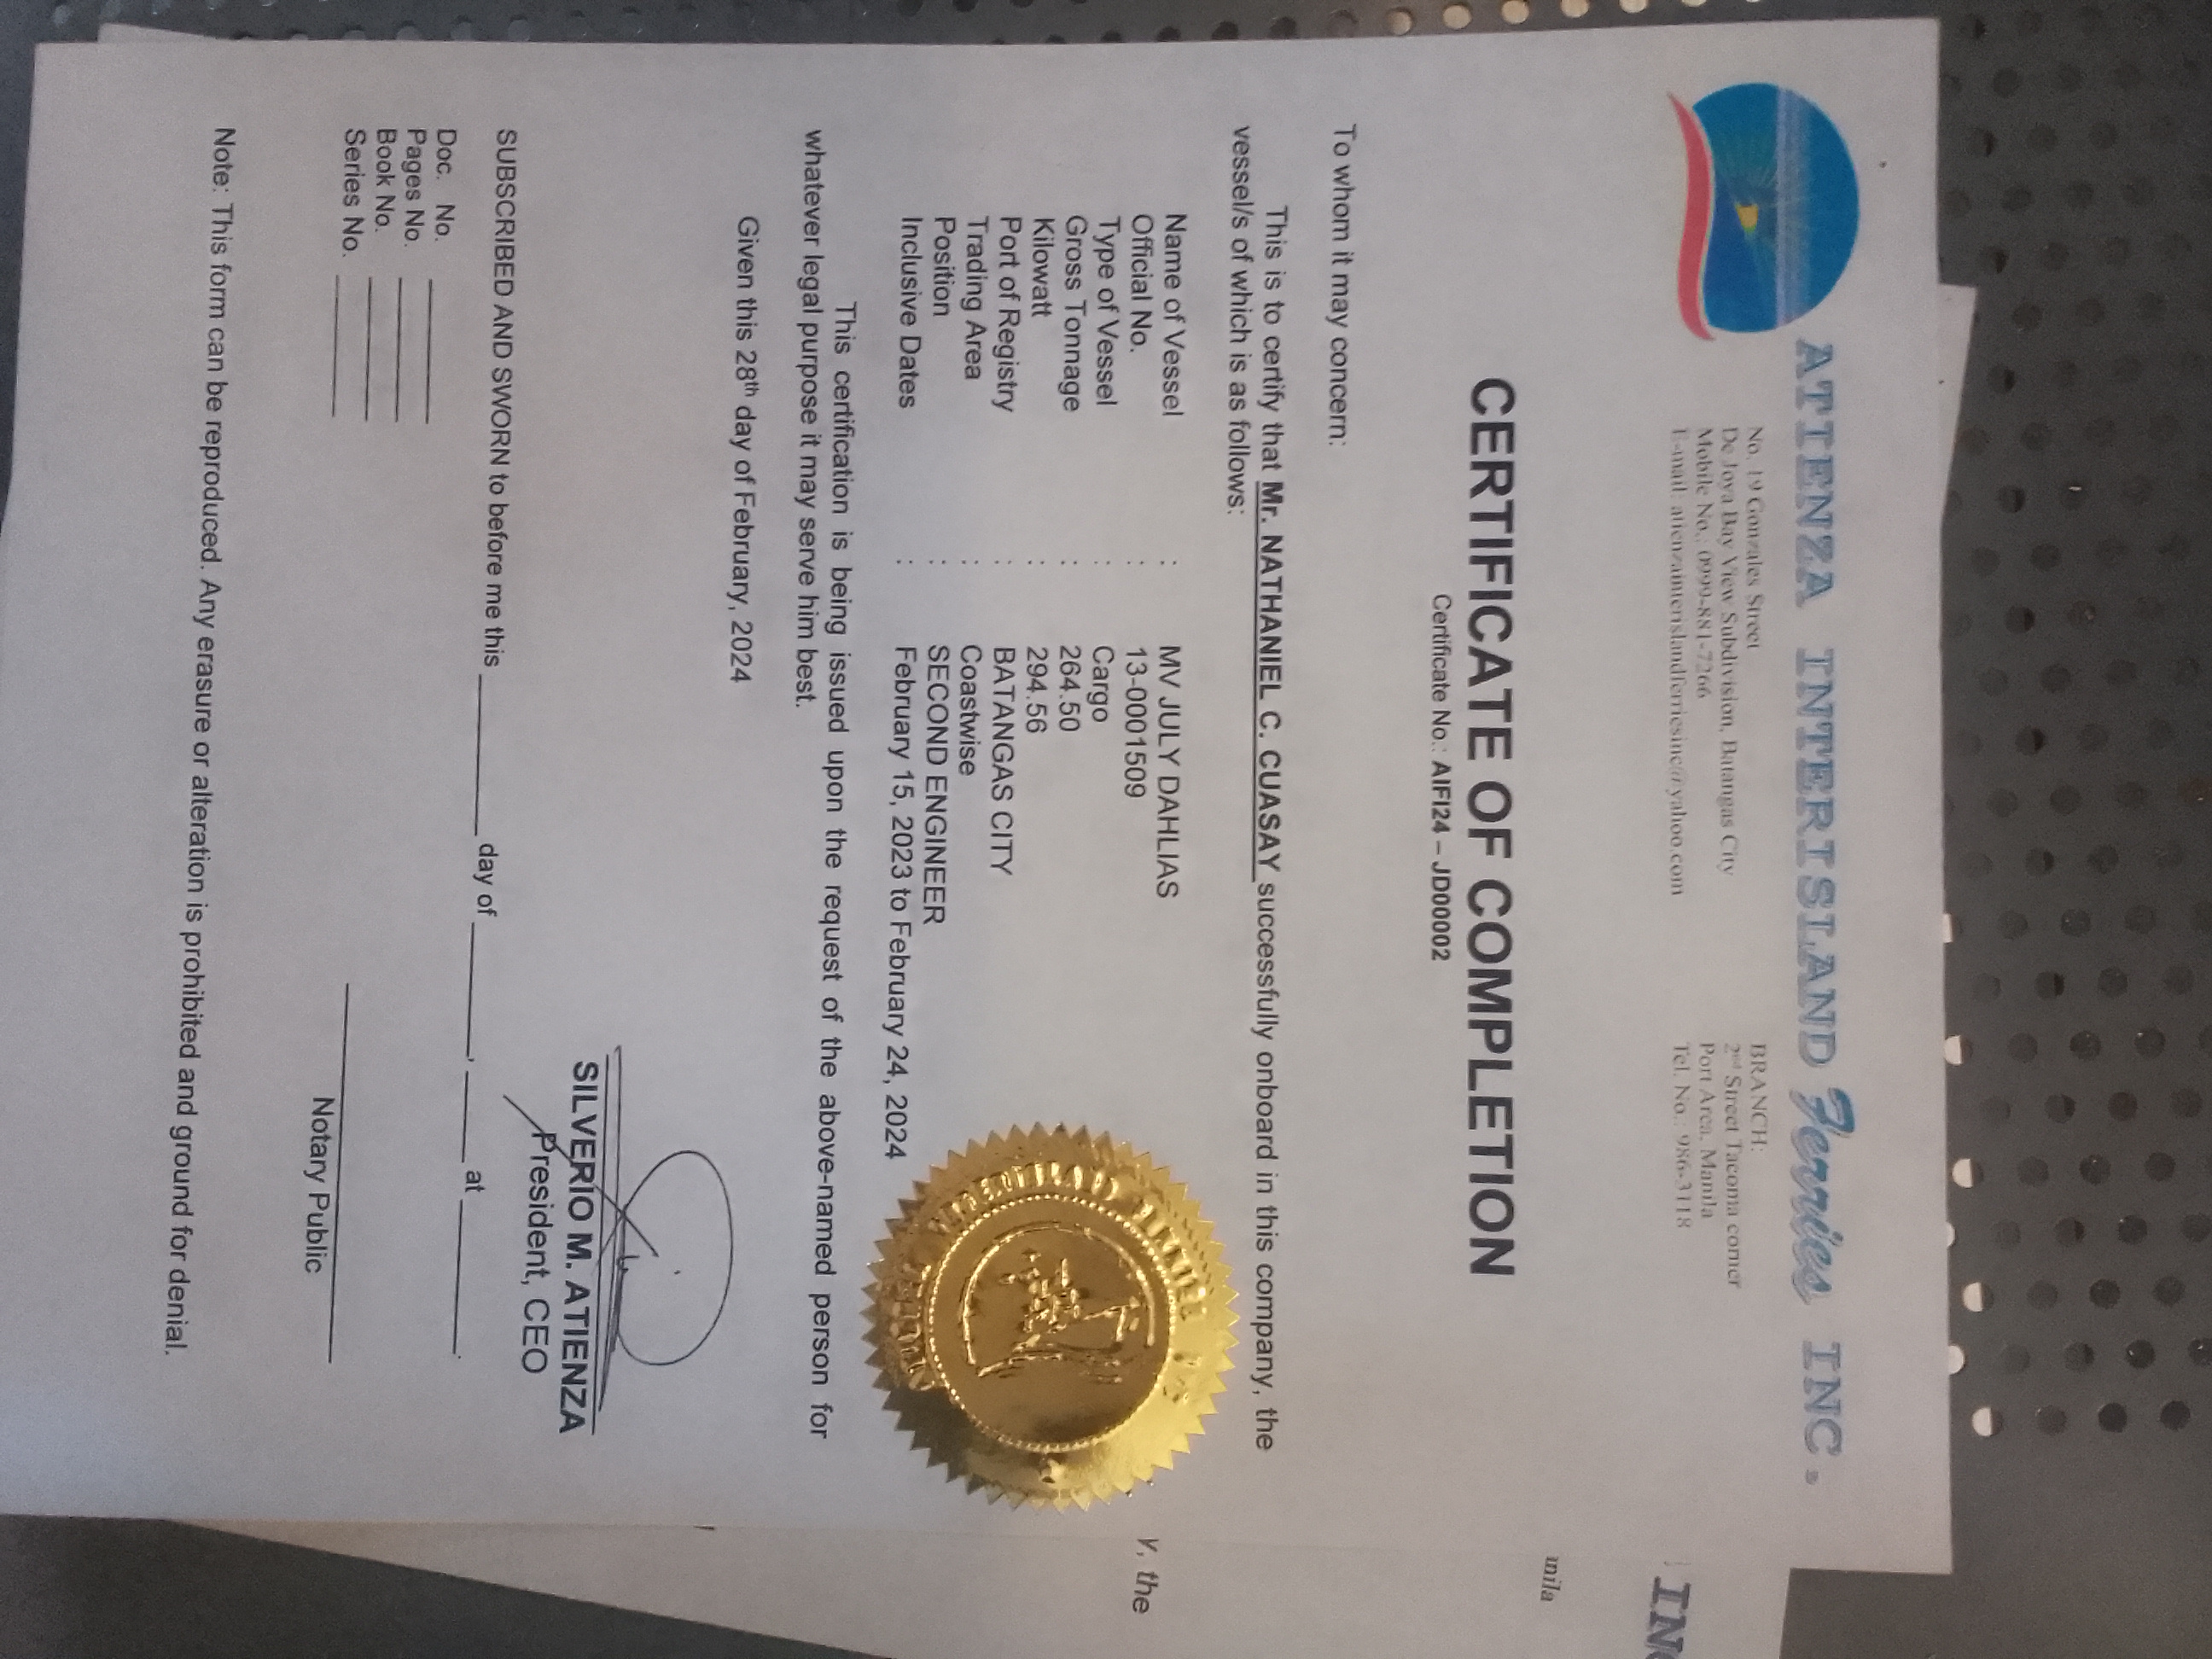 ATIENZA INTERISLAND Ferries INC.
No. 19 Gonzales Street
De Joya Bay View Subdivision, Batangas City
Mobile No.: 0999-881-7266
E-mail: atienzainterislandferriesinc@yahoo.com
BRANCH:
2nd Street Tacoma corner
Port Area, Manila
Tel. No.: 986-3118
CERTIFICATE OF COMPLETION
Certificate No.: AIFI24 – JD00002
To whom it may concern:
This is to certify that Mr. NATHANIEL C. CUASAY successfully onboard in this company, the
vessel/s of which is as follows:
Name of Vessel : MV JULY DAHLIAS
Official No. : 13-0001509
Type of Vessel : Cargo
Gross Tonnage : 264.50
Kilowatt : 294.56
Port of Registry : BATANGAS CITY
Trading Area : Coastwise
Position : SECOND ENGINEER
Inclusive Dates : February 15, 2023 to February 24, 2024
This certification is being issued upon the request of the above-named person for
whatever legal purpose it may serve him best.
Given this 28th day of February, 2024
SILVERIO M. ATIENZA
President, CEO
SUBSCRIBED AND SWORN to before me this ________ day of ________, ______ at ________.
Doc. No. ________
Pages No. ________
Book No. ________
Series No. ________
Notary Public
Note: This form can be reproduced. Any erasure or alteration is prohibited and ground for denial.
INC
mila
y, the